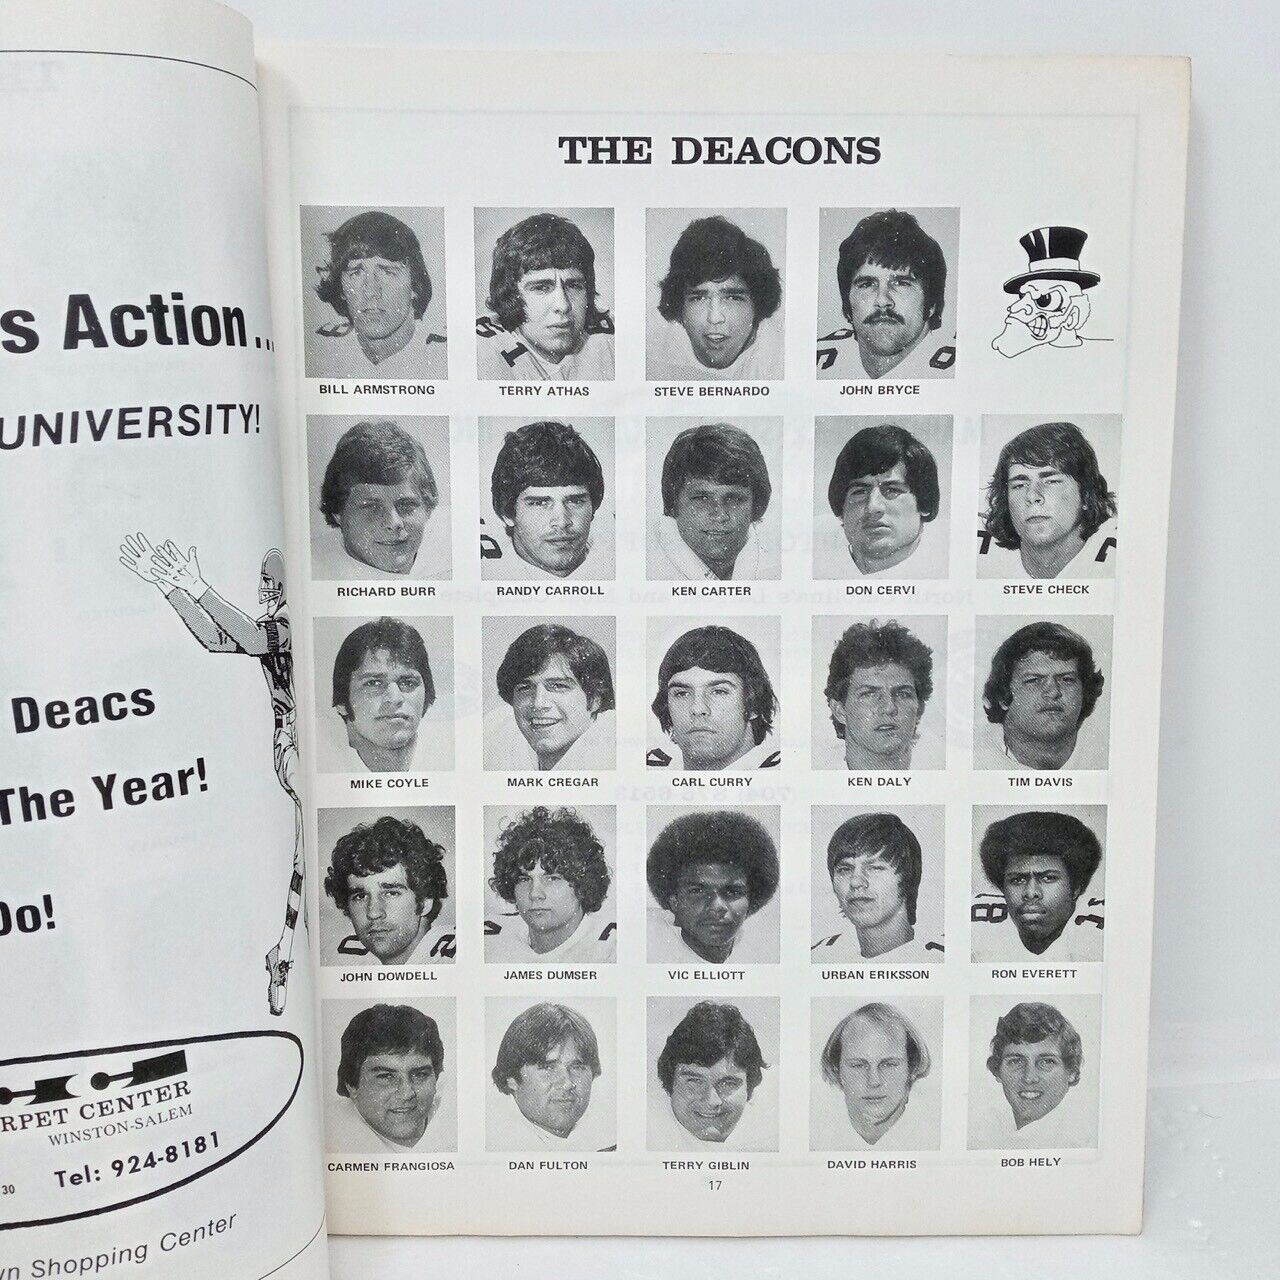 s Action...
UNIVERSITY!
Deacs
The Year!
Do!
CCI
RPET CENTER
WINSTON-SALEM
Tel: 924-8181
30
wn Shopping Center
THE DEACONS
BILL ARMSTRONG TERRY ATHAS STEVE BERNARDO JOHN BRYCE
RICHARD BURR RANDY CARROLL KEN CARTER DON CERVI STEVE CHECK
MIKE COYLE MARK CREGAR CARL CURRY KEN DALY TIM DAVIS
JOHN DOWDELL JAMES DUMSER VIC ELLIOTT URBAN ERIKSSON RON EVERETT
CARMEN FRANGIOSA DAN FULTON TERRY GIBLIN DAVID HARRIS BOB HELY
17